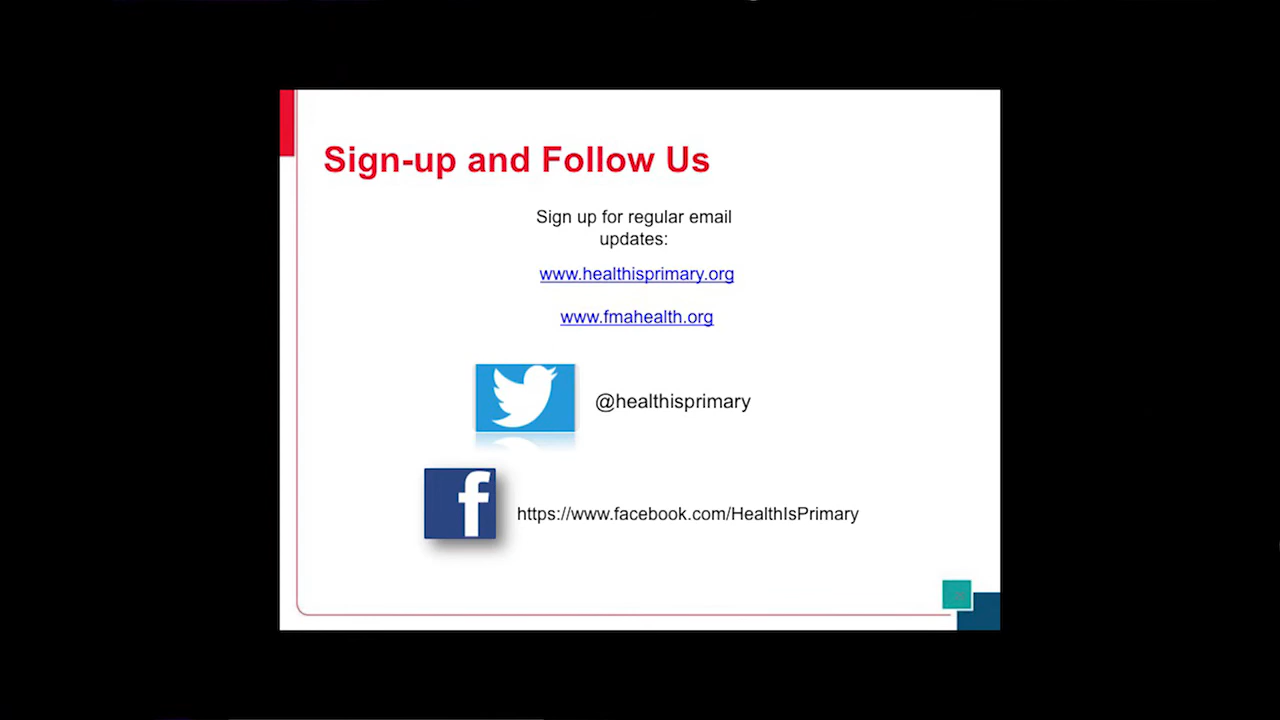 Sign-up and Follow Us
Sign up for regular email
updates:
www.healthisprimary.org
www.fmahealth.org
@healthisprimary
https://www.facebook.com/HealthIsPrimary